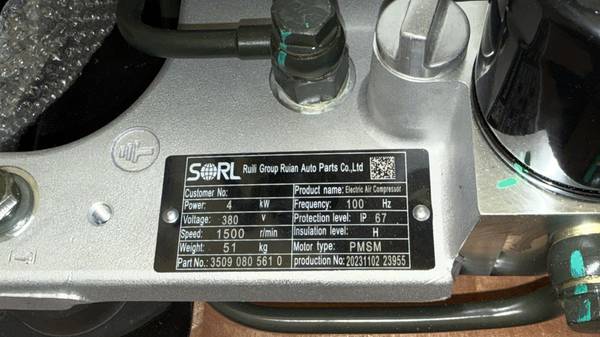 SORL Ruili Group Ruian Auto Parts Co.,Ltd
Customer No: Product name: Electric Air Compressor
Power: 4 kW Frequency: 100 Hz
Voltage: 380 V Protection level: IP 67
Speed: 1500 r/min Insulation level: H
Weight: 51 kg Motor type: PMSM
Part No.: 3509 080 561 0 production No: 20231102 23955
T